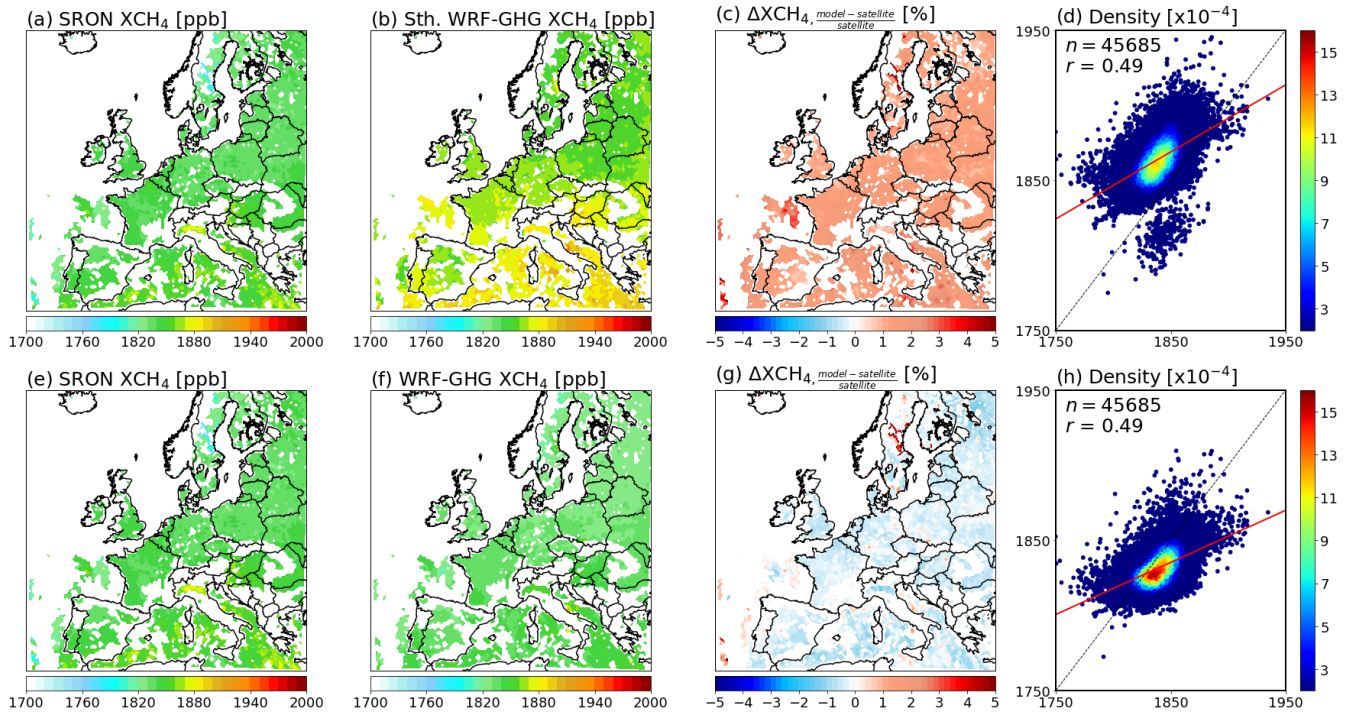 (a) SRON XCH₄ [ppb]
(b) Sth. WRF-GHG XCH₄ [ppb]
(c) ΔXCH₄, model−satellite/satellite [%]
(d) Density [x10⁻⁴]
1950
1850
1750
n = 45685
r = 0.49
15
13
11
9
7
5
3
1700 1760 1820 1880 1940 2000
1700 1760 1820 1880 1940 2000
−5 −4 −3 −2 −1 0 1 2 3 4 5
1750 1850 1950
(e) SRON XCH₄ [ppb]
(f) WRF-GHG XCH₄ [ppb]
(g) ΔXCH₄, model−satellite/satellite [%]
(h) Density [x10⁻⁴]
1950
1850
1750
n = 45685
r = 0.49
15
13
11
9
7
5
3
1700 1760 1820 1880 1940 2000
1700 1760 1820 1880 1940 2000
−5 −4 −3 −2 −1 0 1 2 3 4 5
1750 1850 1950